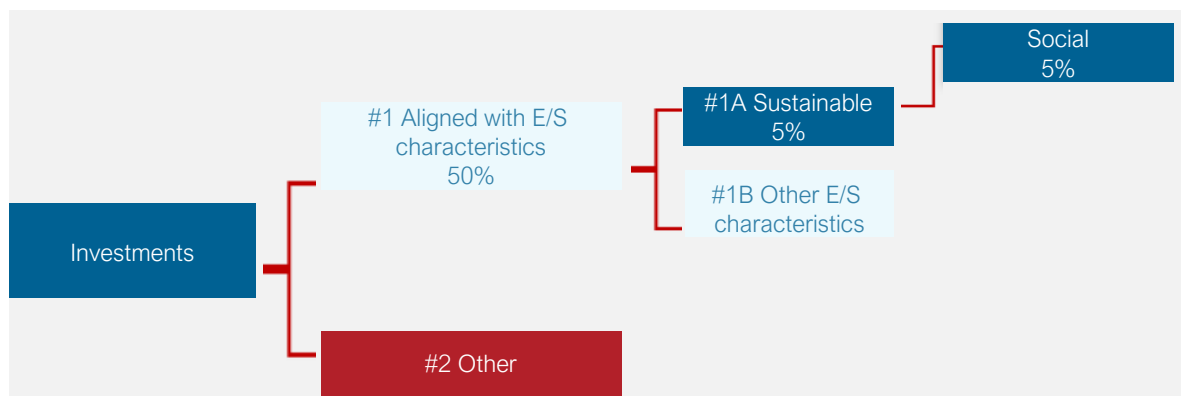 Social
5%
#1A Sustainable
5%
#1 Aligned with E/S
characteristics
50%
#1B Other E/S
characteristics
Investments
#2 Other